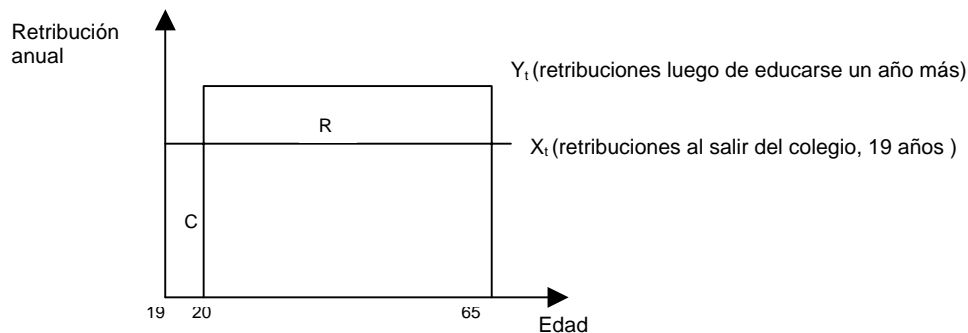 Retribución
anual
Yt (retribuciones luego de educarse un año más)
R
Xt (retribuciones al salir del colegio, 19 años )
C
19 20 65
Edad